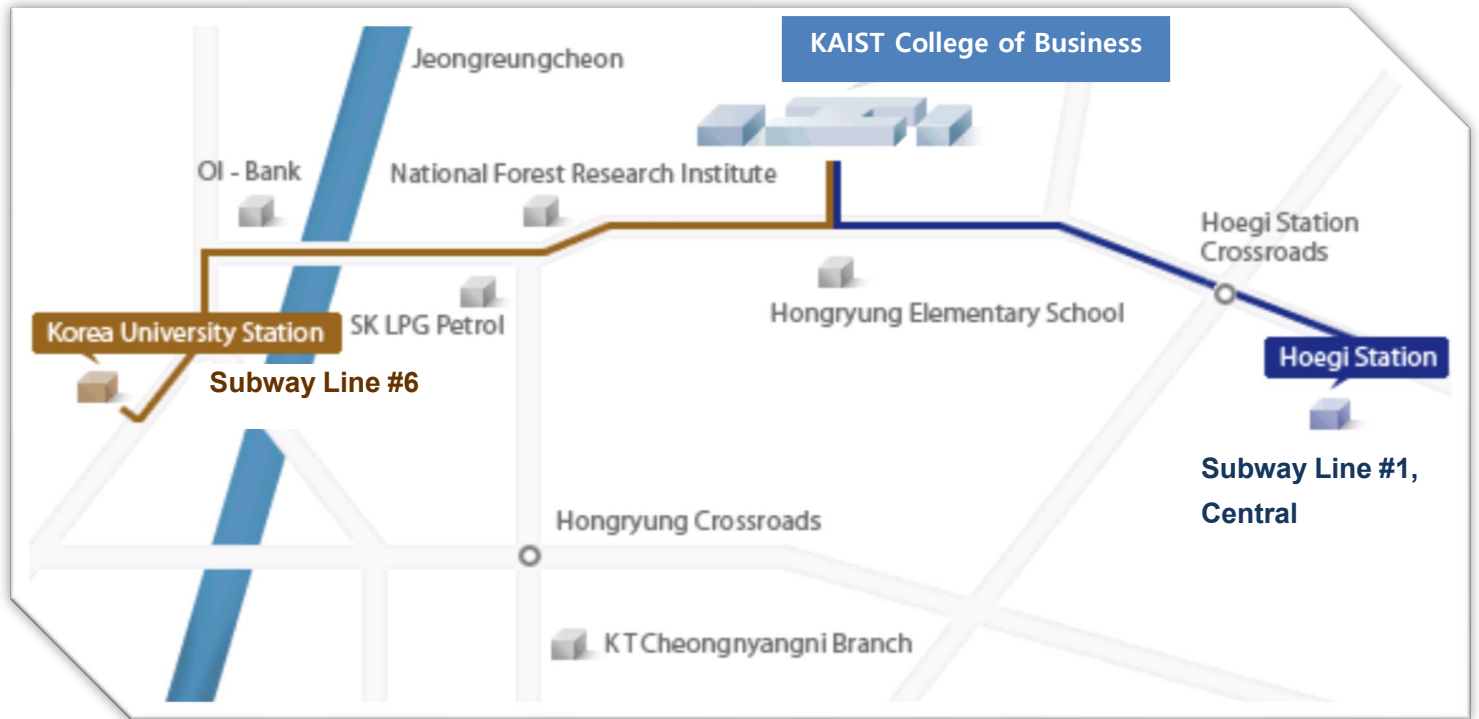 KAIST College of Business
Jeongreungcheon
OI - Bank
National Forest Research Institute
Hoegi Station
Crossroads
Korea University Station
SK LPG Petrol
Hongryung Elementary School
Hoegi Station
Subway Line #6
Subway Line #1,
Central
Hongryung Crossroads
KT Cheongnyangni Branch